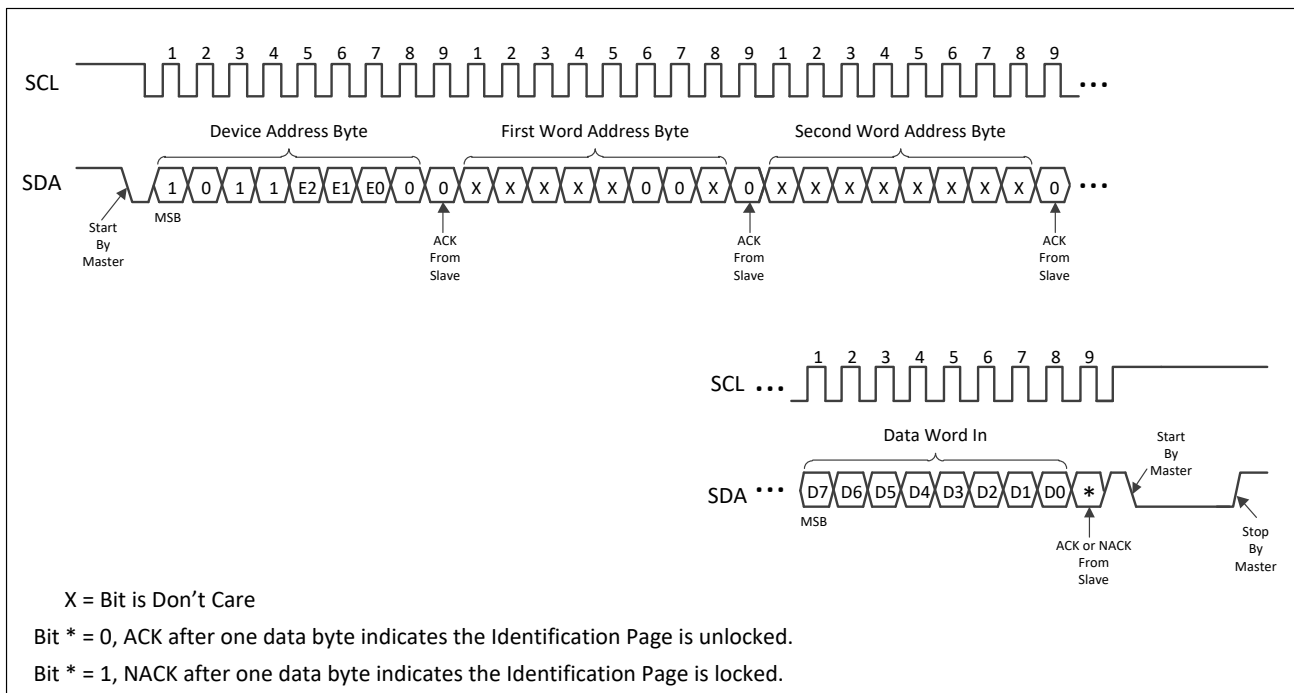 1 2 3 4 5 6 7 8 9 1 2 3 4 5 6 7 8 9 1 2 3 4 5 6 7 8 9
SCL ...
Device Address Byte First Word Address Byte Second Word Address Byte
SDA 1 0 1 1 E2 E1 E0 0 0 X X X X X 0 0 X 0 X X X X X X X X 0 ...
MSB
Start
By
Master
ACK
From
Slave
ACK
From
Slave
ACK
From
Slave
1 2 3 4 5 6 7 8 9
SCL ...
Data Word In
Start
By
Master
SDA ... D7 D6 D5 D4 D3 D2 D1 D0 *
MSB
ACK or NACK
From
Slave
Stop
By
Master
X = Bit is Don’t Care
Bit * = 0, ACK after one data byte indicates the Identification Page is unlocked.
Bit * = 1, NACK after one data byte indicates the Identification Page is locked.